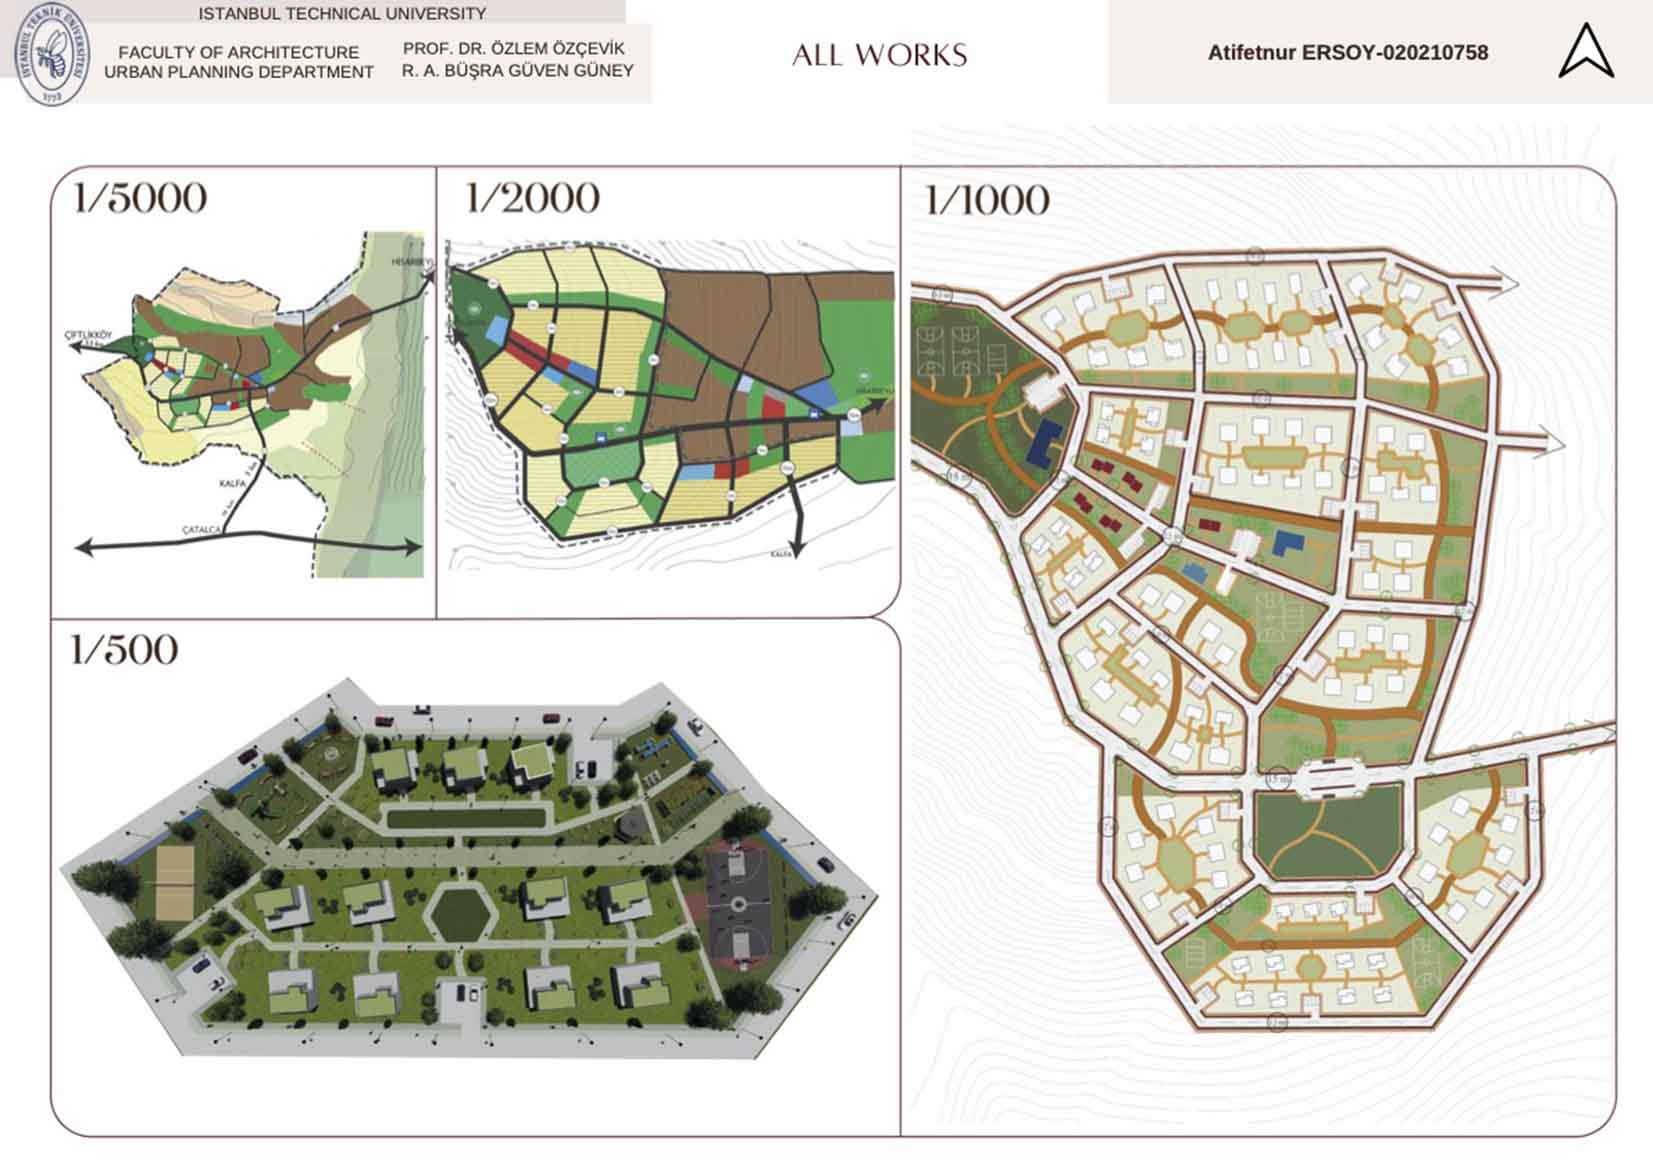 ISTANBUL TECHNICAL UNIVERSITY
FACULTY OF ARCHITECTURE
URBAN PLANNING DEPARTMENT
PROF. DR. ÖZLEM ÖZÇEVİK
R. A. BÜŞRA GÜVEN GÜNEY
ALL WORKS
Atifetnur ERSOY-020210758
İSTANBUL TEKNİK ÜNİVERSİTESİ
1773
1/5000
HİSARBEYLİ
ÇİFTLİKKÖY
KALFA
ÇATALCA
1/2000
KALFA
1/1000
15 m
15 m
1/500